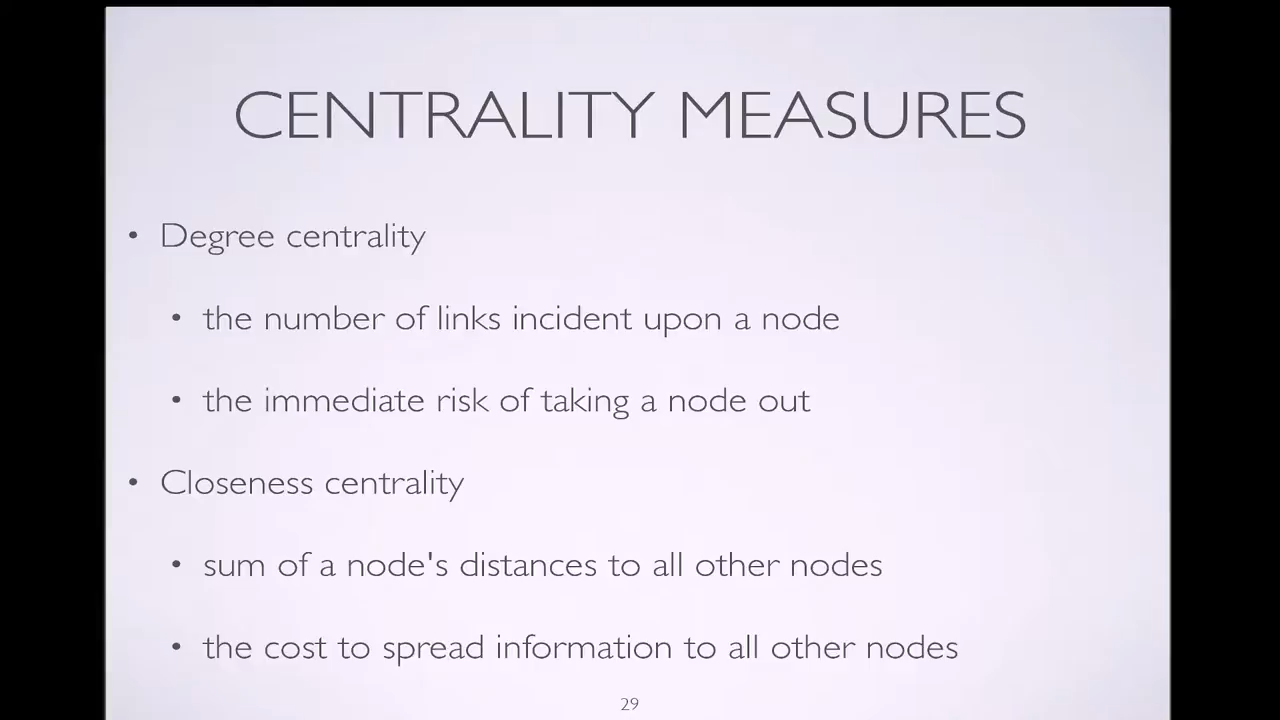 CENTRALITY MEASURES
• Degree centrality
• the number of links incident upon a node
• the immediate risk of taking a node out
• Closeness centrality
• sum of a node's distances to all other nodes
• the cost to spread information to all other nodes
29